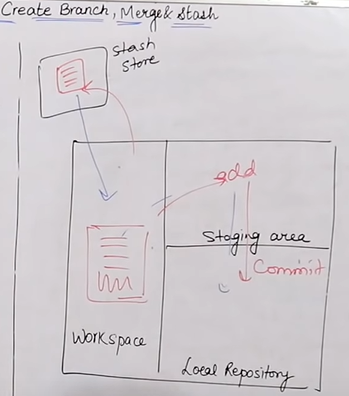 Create Branch, Merge & Stash
Stash
Store
add
Staging area
Commit
Workspace
Local Repository